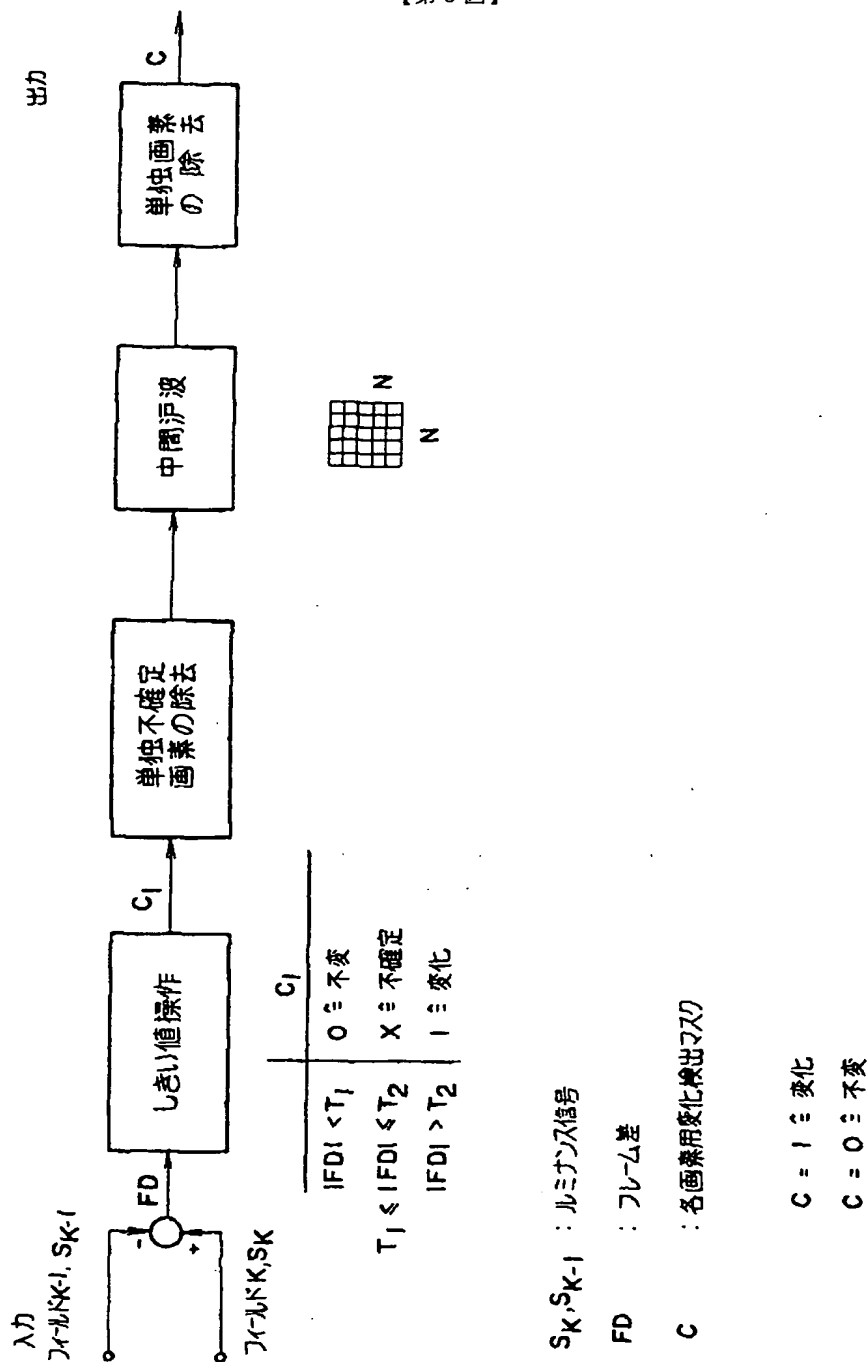 入力
フィールドK-1, SK-1
-
+
フィールドK, SK
FD
しきい値操作
C1
単独不確定
画素の除去
中間沪波
単独画素
の除去
C
出力
C1
|FD| < T1 0 ≙ 不変
T1 ≤ |FD| ≤ T2 X ≙ 不確定
|FD| > T2 1 ≙ 変化
N
N
SK, SK-1 : ルミナンス信号
FD : フレーム差
C : 各画素用変化検出マスク
C = 1 ≙ 変化
C = 0 ≙ 不変